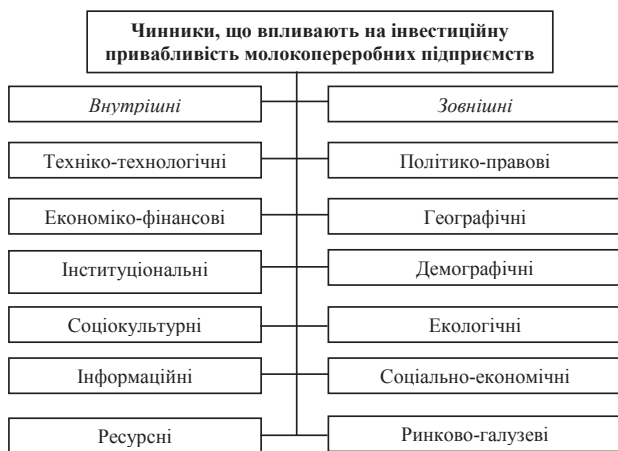 Чинники, що впливають на інвестиційну
привабливість молокопереробних підприємств
Внутрішні
Зовнішні
Техніко-технологічні
Політико-правові
Економіко-фінансові
Географічні
Інституціональні
Демографічні
Соціокультурні
Екологічні
Інформаційні
Соціально-економічні
Ресурсні
Ринково-галузеві